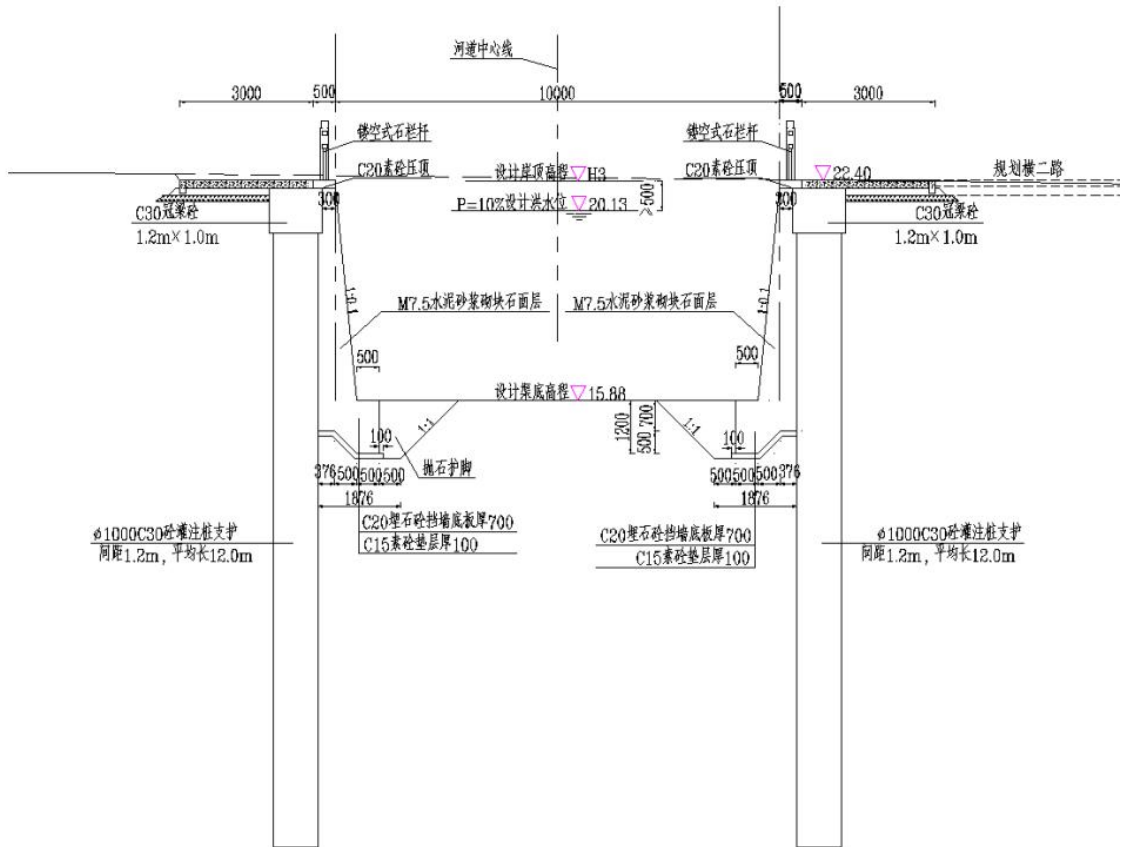 河道中心线
3000
500
10000
500
3000
镂空式石栏杆
镂空式石栏杆
C20素砼压顶
设计岸顶高程 H3
C20素砼压顶
22.40
规划横二路
300
≥500
300
P=10%设计洪水位 20.13
C30冠梁砼
1.2m×1.0m
C30冠梁砼
1.2m×1.0m
1:0.1
M7.5水泥砂浆砌块石面层
M7.5水泥砂浆砌块石面层
1:0.1
500
500
设计渠底高程 15.88
1:1
1:1
1200
500 700
100
100
抛石护脚
376 500 500 500
500 500 500 376
1876
1876
C20埋石砼挡墙底板厚700
C15素砼垫层厚100
C20埋石砼挡墙底板厚700
C15素砼垫层厚100
ϕ1000C30砼灌注桩支护
间距1.2m,平均长12.0m
ϕ1000C30砼灌注桩支护
间距1.2m,平均长12.0m